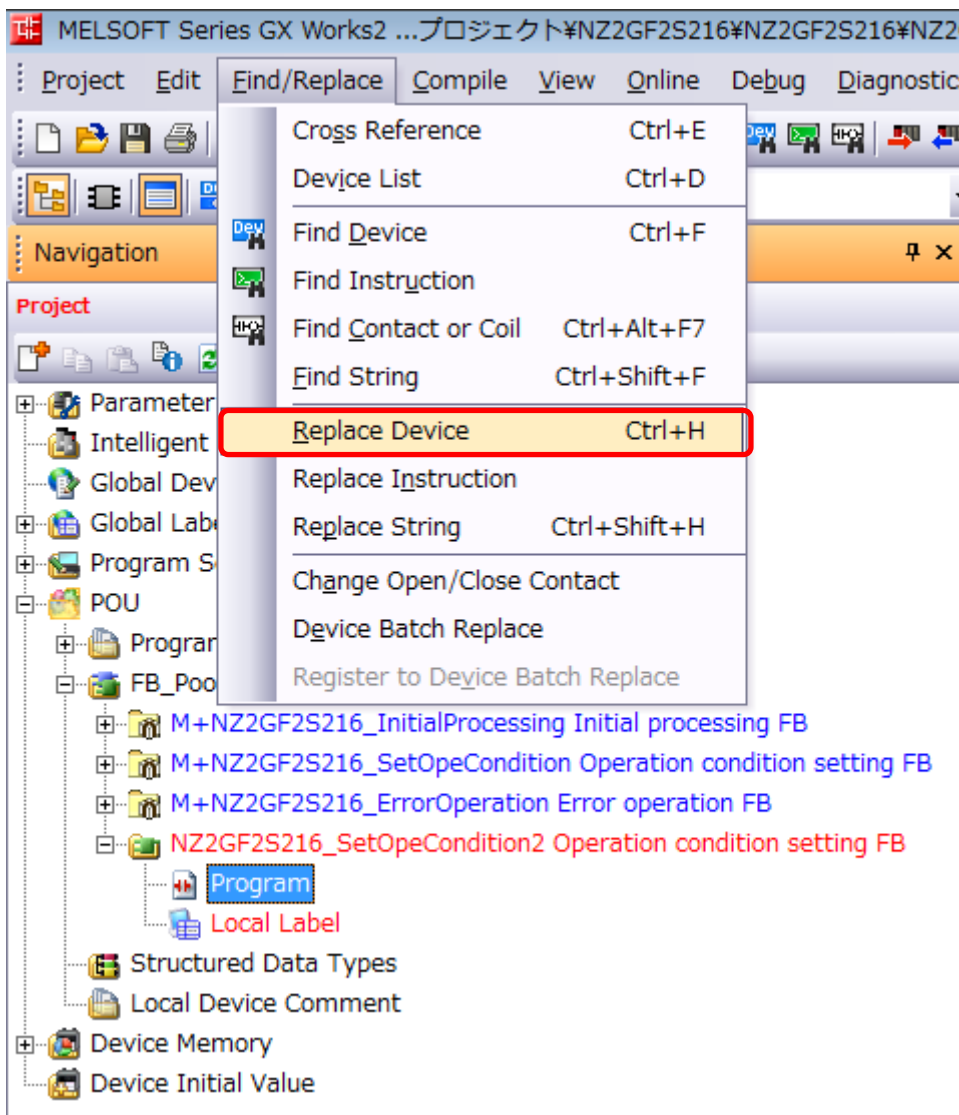 MELSOFT Series GX Works2 ...プロジェクト¥NZ2GF2S216¥NZ2GF2S216¥NZ2
Project Edit Find/Replace Compile View Online Debug Diagnostic
Cross Reference Ctrl+E
Device List Ctrl+D
Find Device Ctrl+F
Find Instruction
Find Contact or Coil Ctrl+Alt+F7
Find String Ctrl+Shift+F
Replace Device Ctrl+H
Replace Instruction
Replace String Ctrl+Shift+H
Change Open/Close Contact
Device Batch Replace
Register to Device Batch Replace
Navigation
Project
Parameter
Intelligent
Global Dev
Global Lab
Program S
POU
Program
FB_Poo
M+NZ2GF2S216_InitialProcessing Initial processing FB
M+NZ2GF2S216_SetOpeCondition Operation condition setting FB
M+NZ2GF2S216_ErrorOperation Error operation FB
NZ2GF2S216_SetOpeCondition2 Operation condition setting FB
Program
Local Label
Structured Data Types
Local Device Comment
Device Memory
Device Initial Value